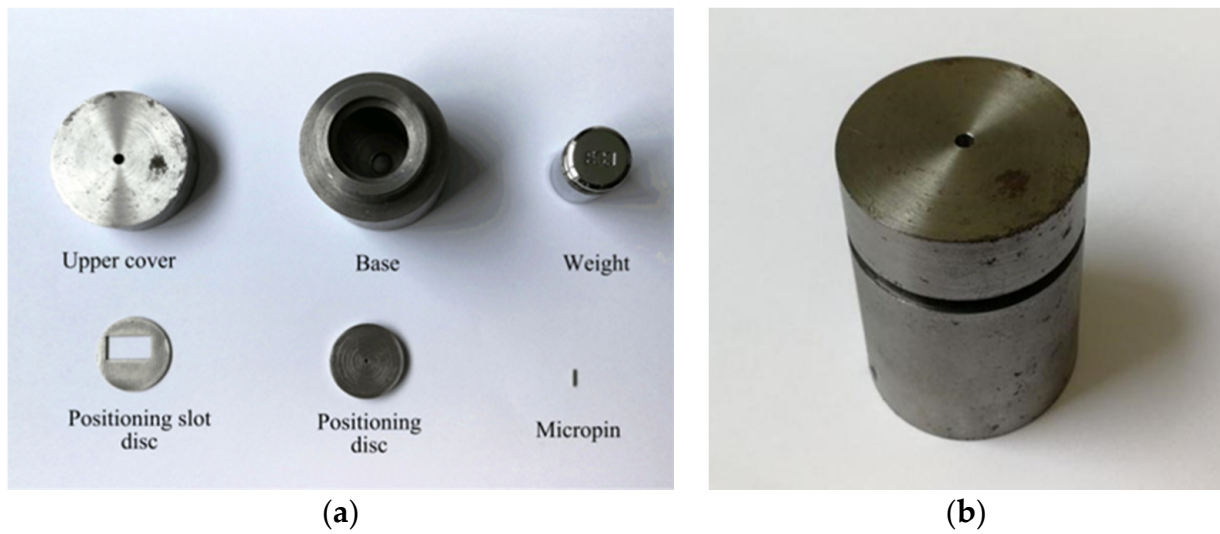 Upper cover
Base
Weight
Positioning slot
disc
Positioning
disc
Micropin
(a)
(b)